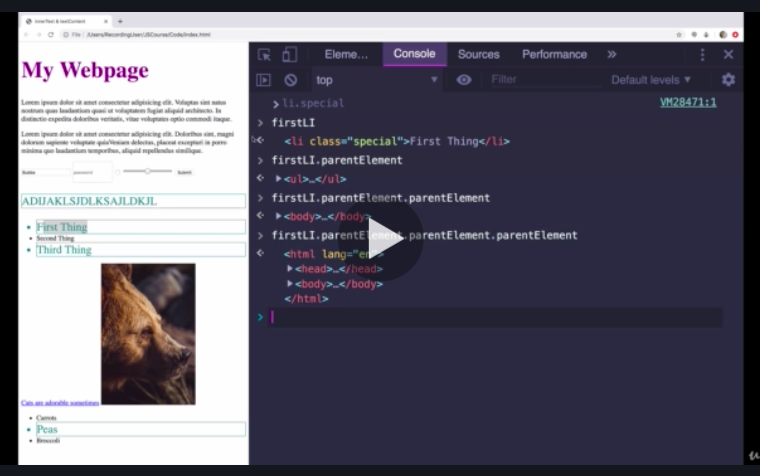 innerText & textContent
File /Users/RecordingUser/JSCourse/Code/index.html
My Webpage
Lorem ipsum dolor sit amet consectetur adipisicing elit. Voluptas sint natus
nostrum quas laudantium quasi ut voluptatem fugiat aliquid architecto. In
distinctio expedita doloribus veritatis, vitae voluptates optio commodi itaque.
Lorem ipsum dolor sit amet consectetur adipisicing elit. Doloribus sint, magni
dolorum sapiente voluptate quia Veniam delectus, placeat excepturi in porro
minima quo laudantium temporibus, aliquid repellendus similique.
password Submit
ADIJAKLSJDLKSAJLDKJL
First Thing
Second Thing
Third Thing
Cats are adorable sometimes
Carrots
Peas
Broccoli
Eleme… Console Sources Performance »
top Filter Default levels ▼
li.special VM28471:1
> firstLI
<li class="special">First Thing</li>
> firstLI.parentElement
<ul>…</ul>
> firstLI.parentElement.parentElement
<body>…</body>
> firstLI.parentElement.parentElement.parentElement
<html lang="en">
<head>…</head>
<body>…</body>
</html>
>